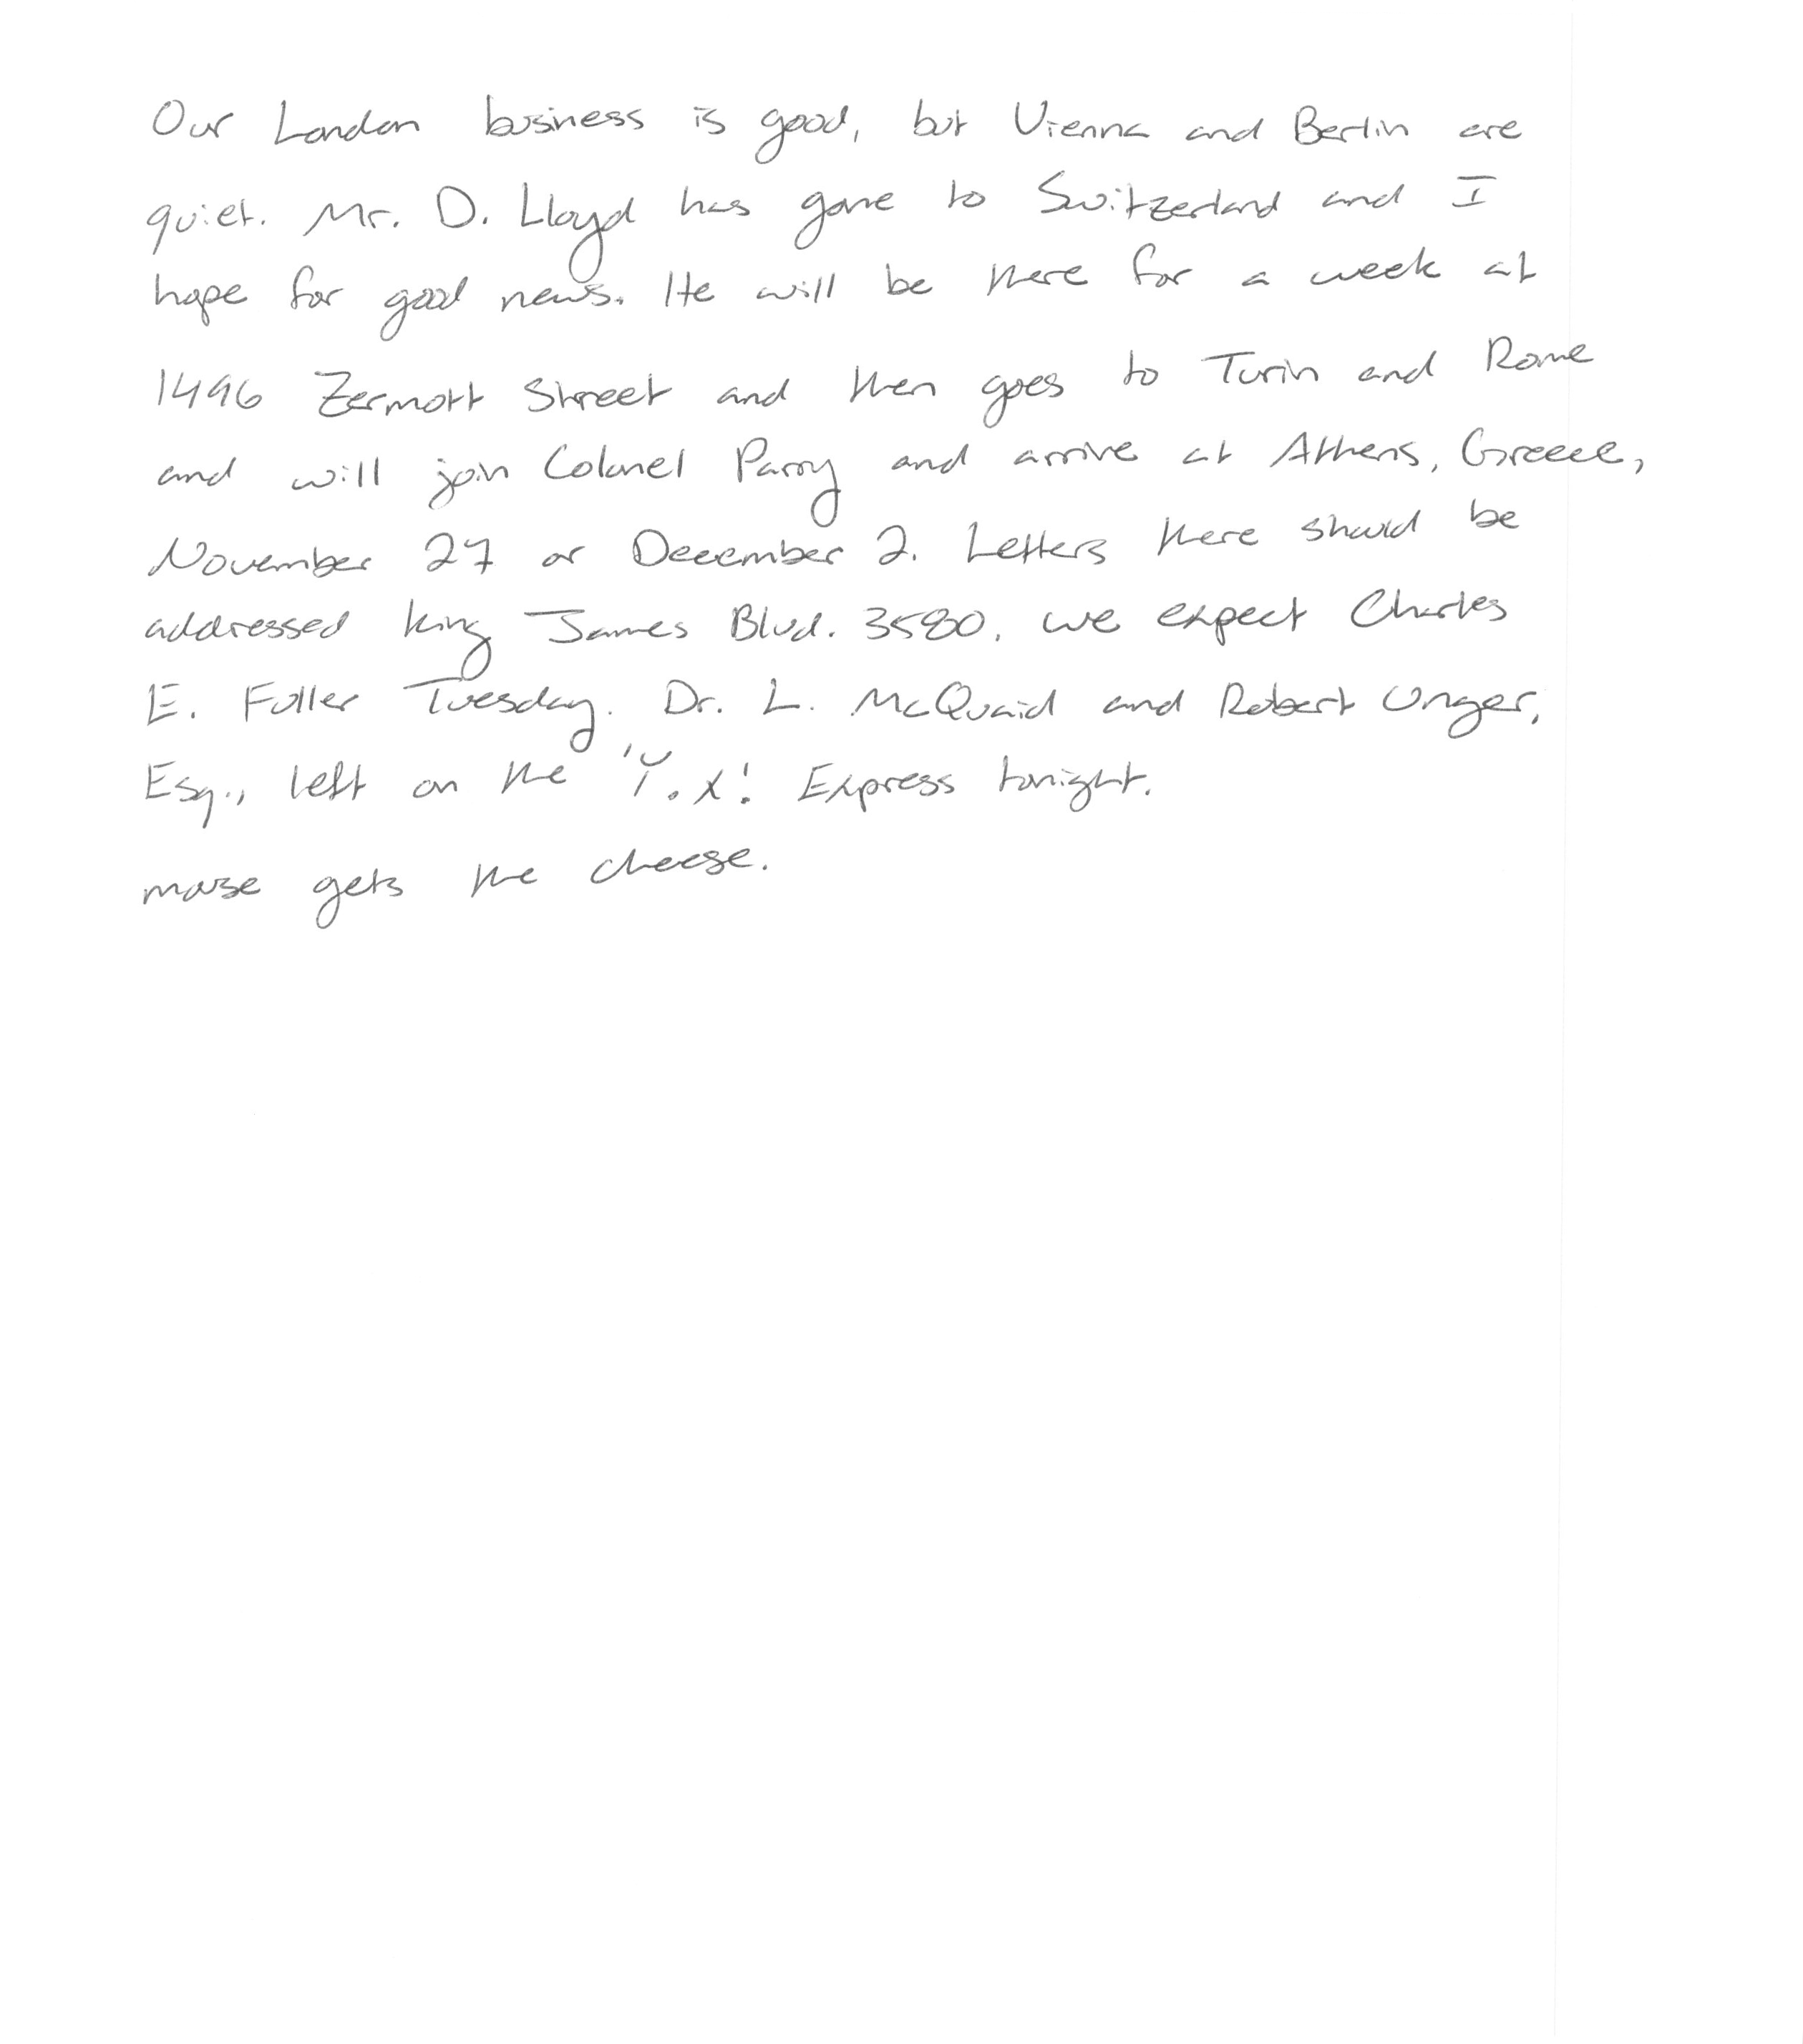 Our London business is good, but Vienna and Berlin are
quiet. Mr. D. Lloyd has gone to Switzerland and I
hope for good news. He will be there for a week at
1496 Zermott Street and then goes to Turin and Rome
and will join Colonel Parry and arrive at Athens, Greece,
November 27 or December 2. Letters there should be
addressed King James Blvd. 3580. We expect Charles
E. Fuller Tuesday. Dr. L. McQuaid and Robert Unger,
Esq., left on the 'Y.X.' Express tonight.
mouse gets the cheese.